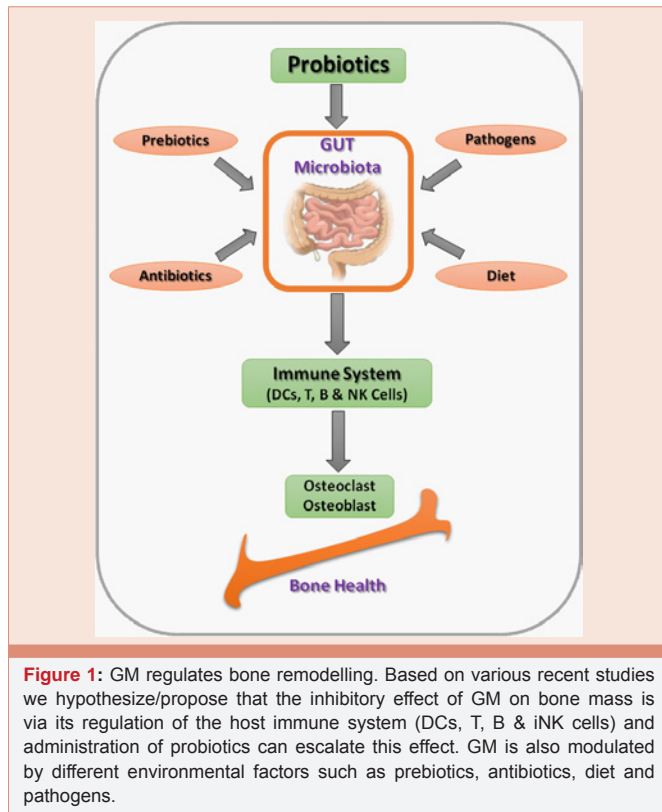 Probiotics
Prebiotics
GUT
Microbiota
Pathogens
Antibiotics
Diet
Immune System
(DCs, T, B & NK Cells)
Osteoclast
Osteoblast
Bone Health
Figure 1: GM regulates bone remodelling. Based on various recent studies
we hypothesize/propose that the inhibitory effect of GM on bone mass is
via its regulation of the host immune system (DCs, T, B & iNK cells) and
administration of probiotics can escalate this effect. GM is also modulated
by different environmental factors such as prebiotics, antibiotics, diet and
pathogens.